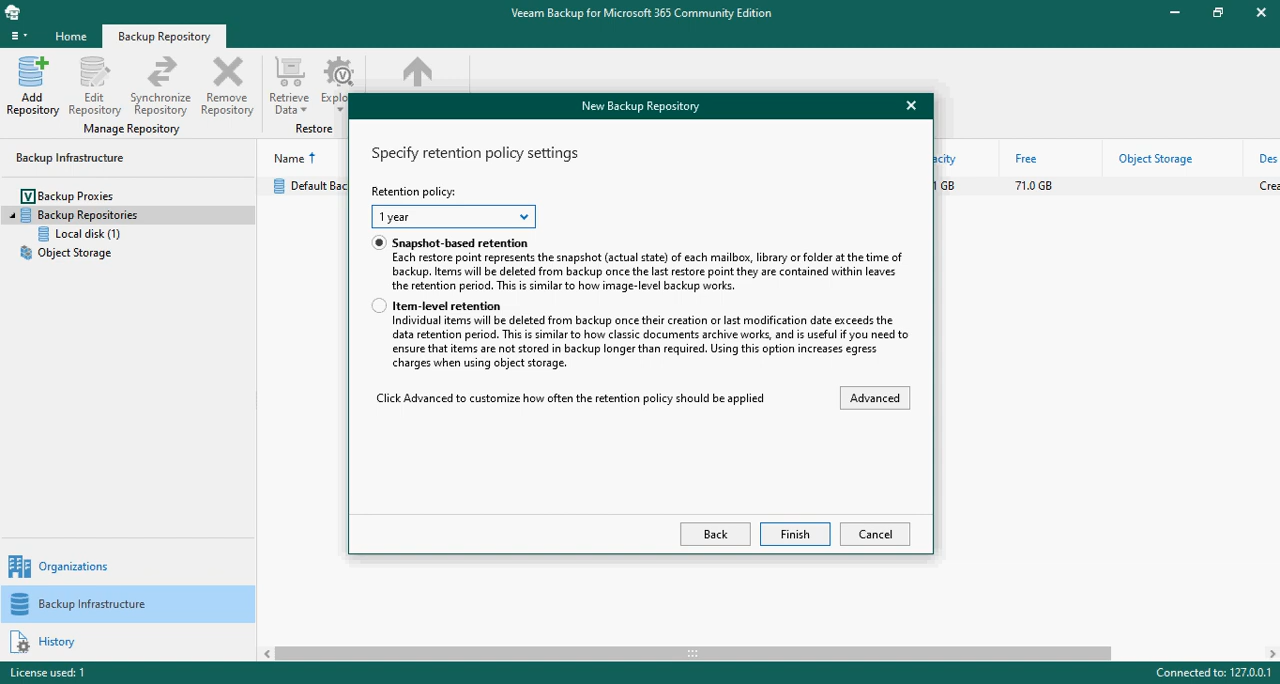 Veeam Backup for Microsoft 365 Community Edition
Home
Backup Repository
Add
Repository
Edit
Repository
Synchronize
Repository
Remove
Repository
Retrieve
Data
Explo
Manage Repository
Restore
New Backup Repository
Backup Infrastructure
Backup Proxies
Backup Repositories
Local disk (1)
Object Storage
Name
acity
Free
Object Storage
Des
Default Bac
1 GB
71.0 GB
Crea
Specify retention policy settings
Retention policy:
1 year
Snapshot-based retention
Each restore point represents the snapshot (actual state) of each mailbox, library or folder at the time of
backup. Items will be deleted from backup once the last restore point they are contained within leaves
the retention period. This is similar to how image-level backup works.
Item-level retention
Individual items will be deleted from backup once their creation or last modification date exceeds the
data retention period. This is similar to how classic documents archive works, and is useful if you need to
ensure that items are not stored in backup longer than required. Using this option increases egress
charges when using object storage.
Click Advanced to customize how often the retention policy should be applied
Advanced
Back
Finish
Cancel
Organizations
Backup Infrastructure
History
License used: 1
Connected to: 127.0.0.1